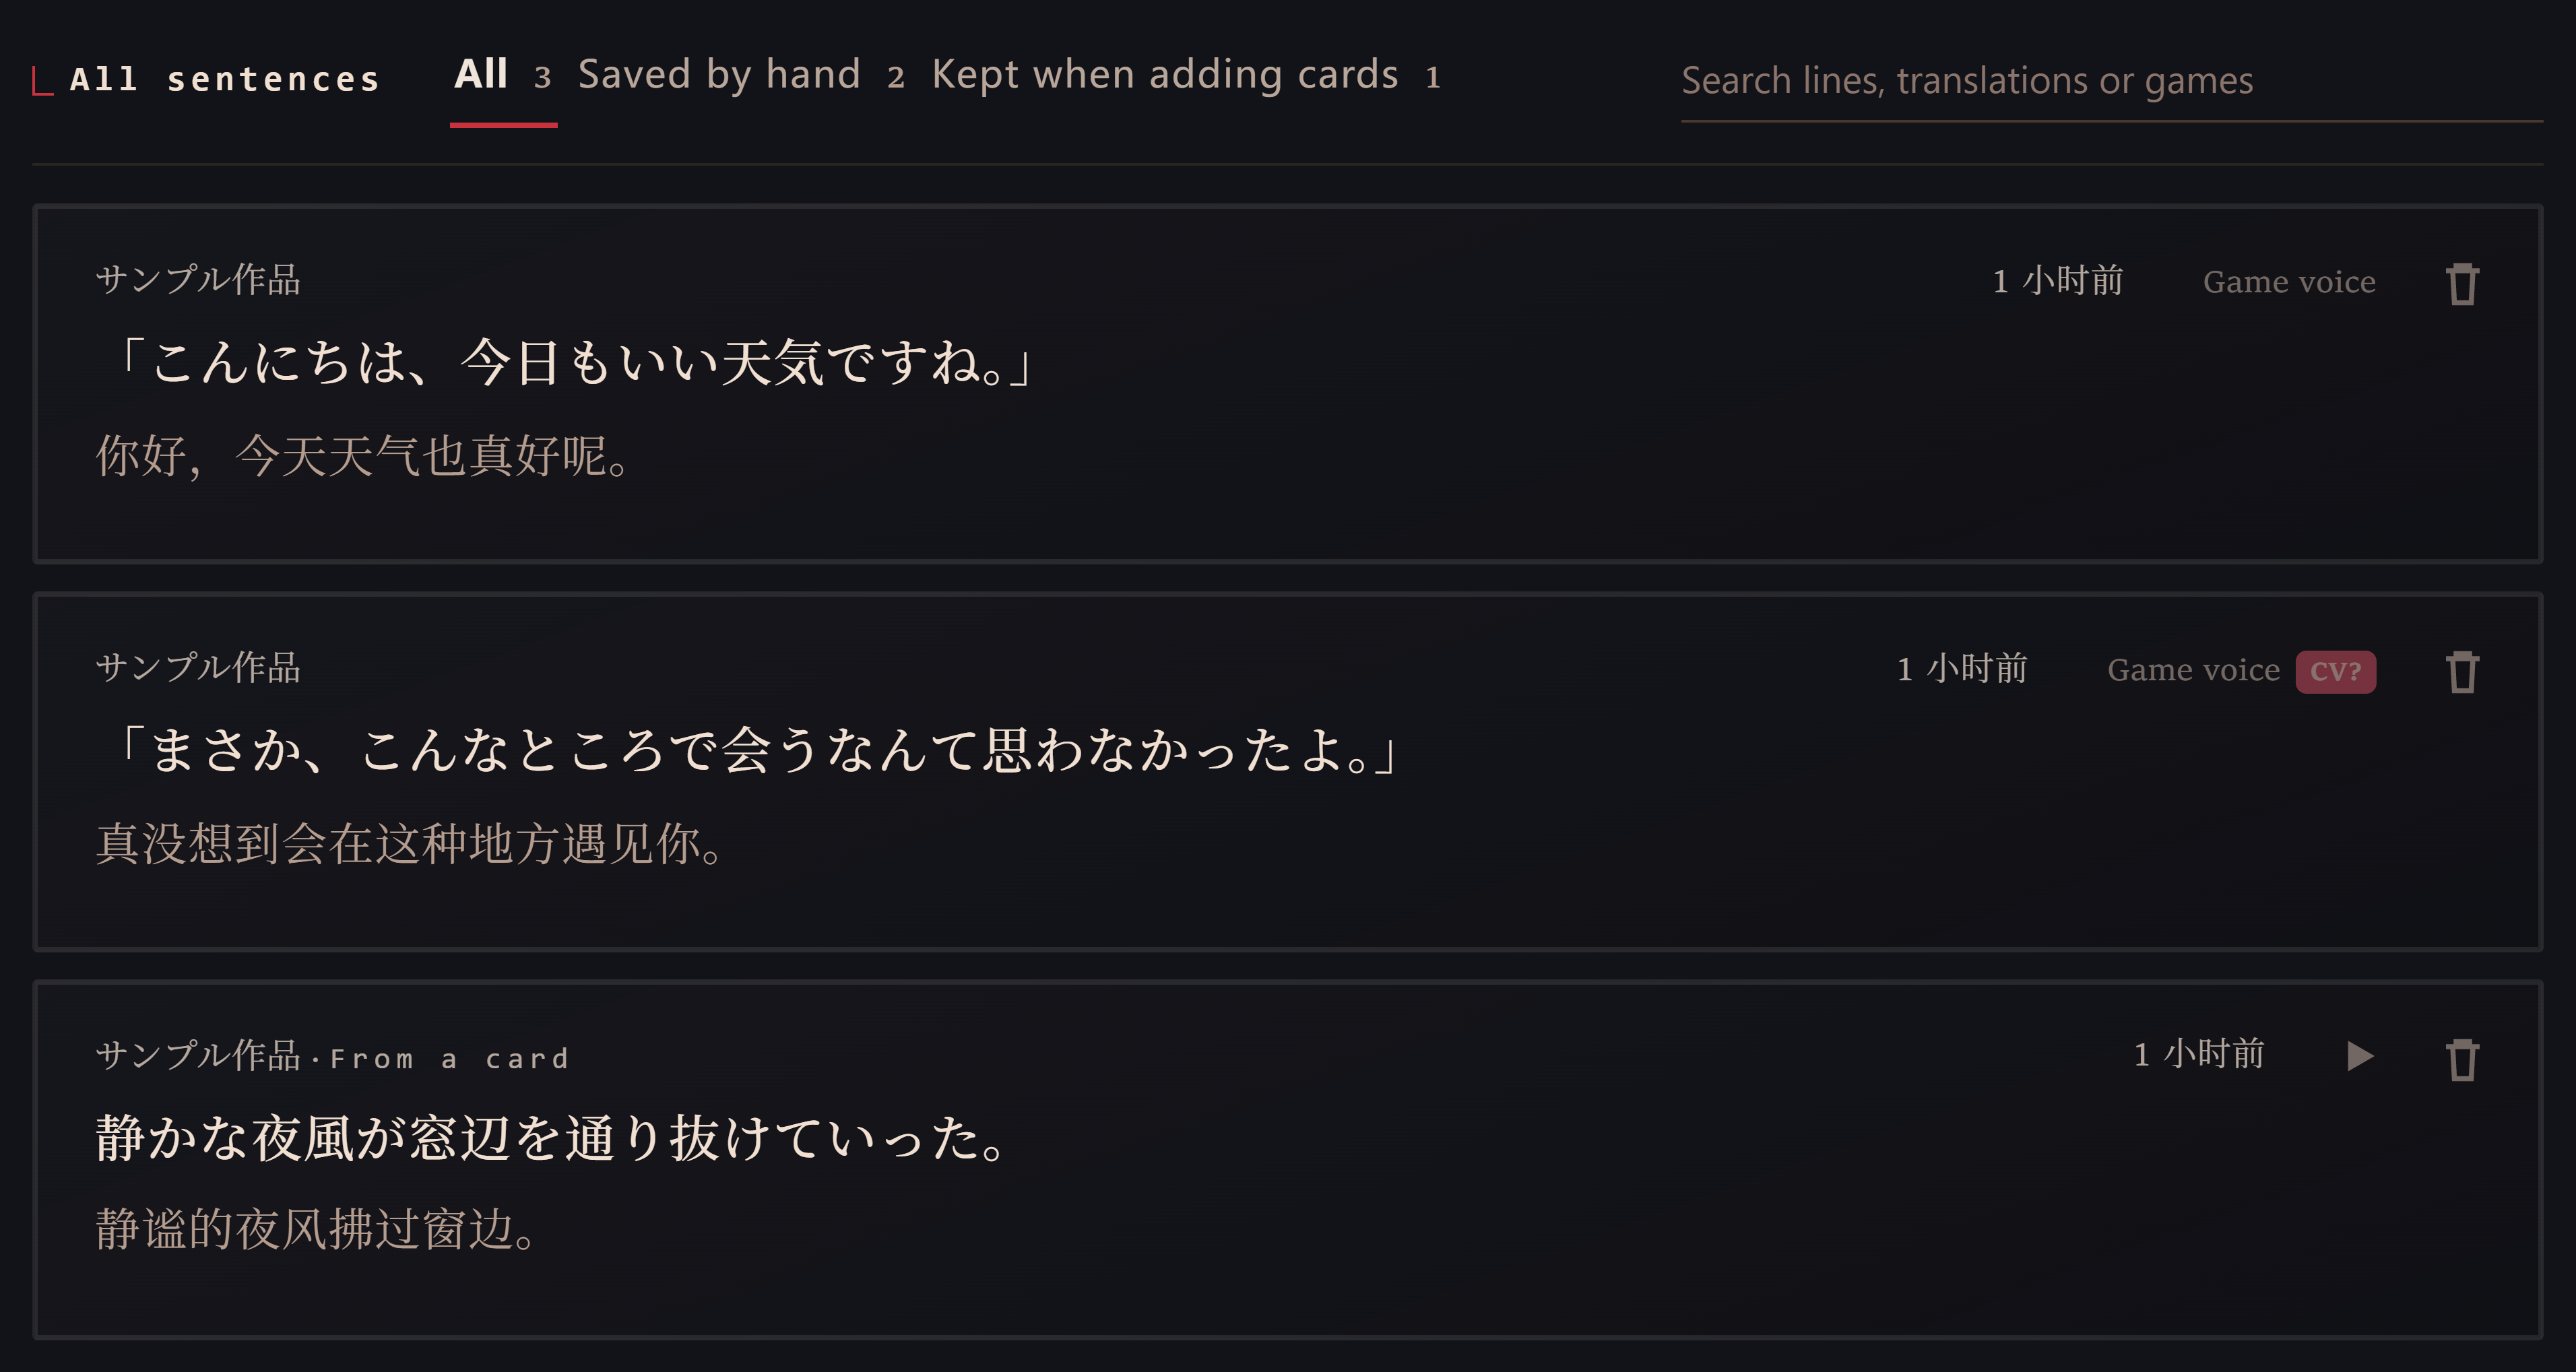 All sentences All 3 Saved by hand 2 Kept when adding cards 1 Search lines, translations or games
サンプル作品 1 小时前 Game voice
「こんにちは、今日もいい天気ですね。」
你好，今天天气也真好呢。
サンプル作品 1 小时前 Game voice CV?
「まさか、こんなところで会うなんて思わなかったよ。」
真没想到会在这种地方遇见你。
サンプル作品 · From a card 1 小时前
静かな夜風が窓辺を通り抜けていった。
静谧的夜风拂过窗边。